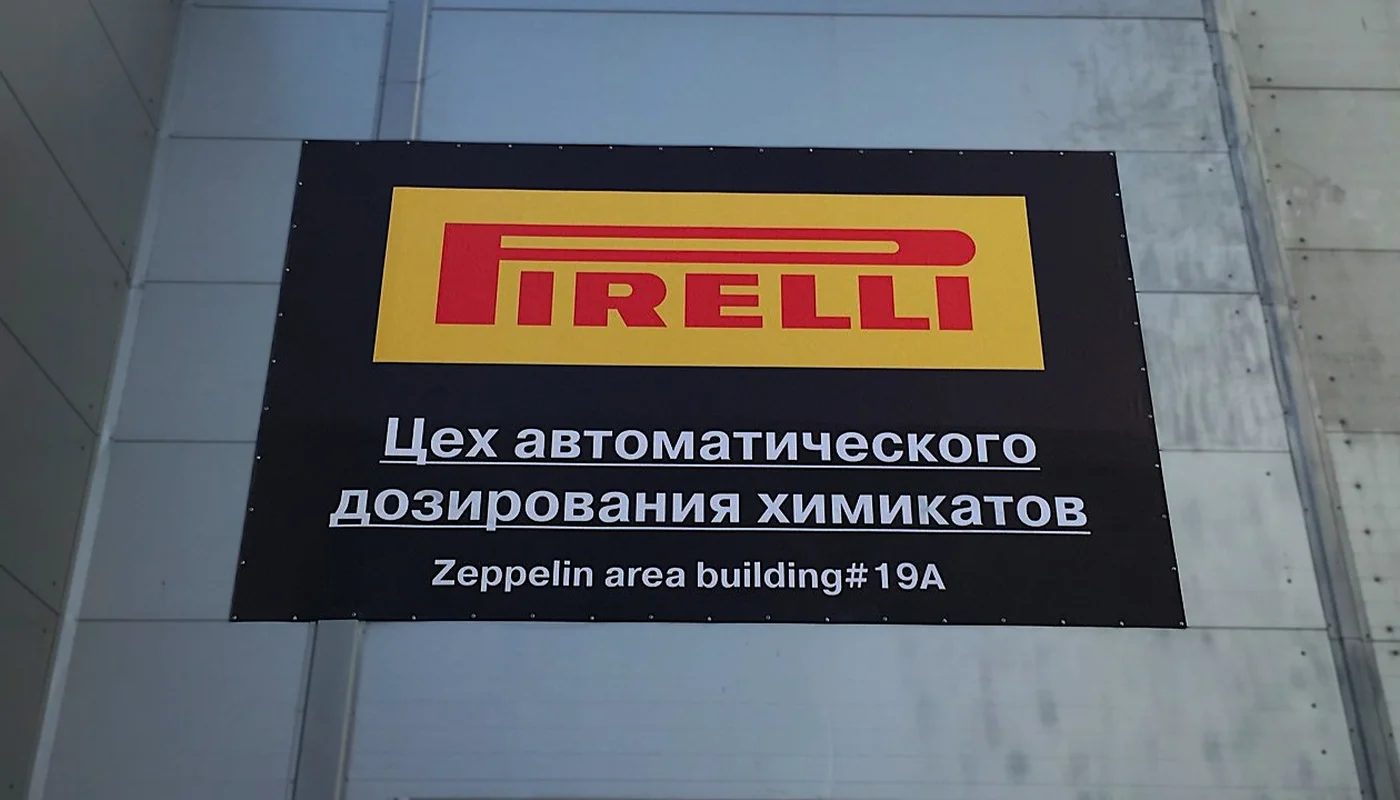 PIRELLI
Цех автоматического
дозирования химикатов
Zeppelin area building#19A